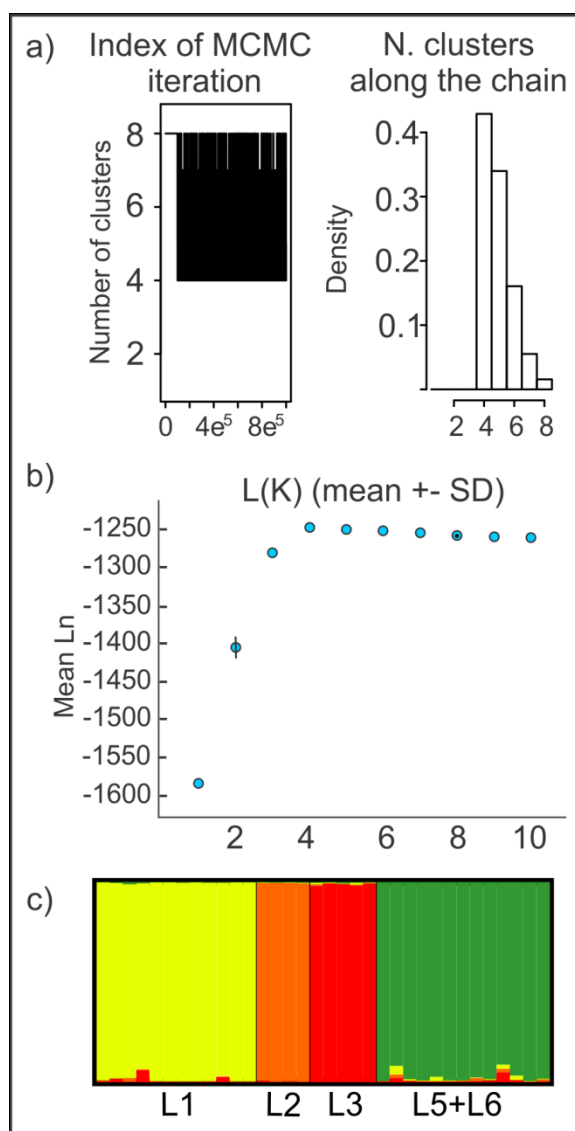 a)
Index of MCMC
iteration
Number of clusters
8
6
4
2
0
4e⁵
8e⁵
N. clusters
along the chain
Density
0.4
0.3
0.2
0.1
2
4
6
8
b)
L(K) (mean +- SD)
Mean Ln
-1250
-1300
-1350
-1400
-1450
-1500
-1550
-1600
2
4
6
8
10
c)
L1
L2
L3
L5+L6